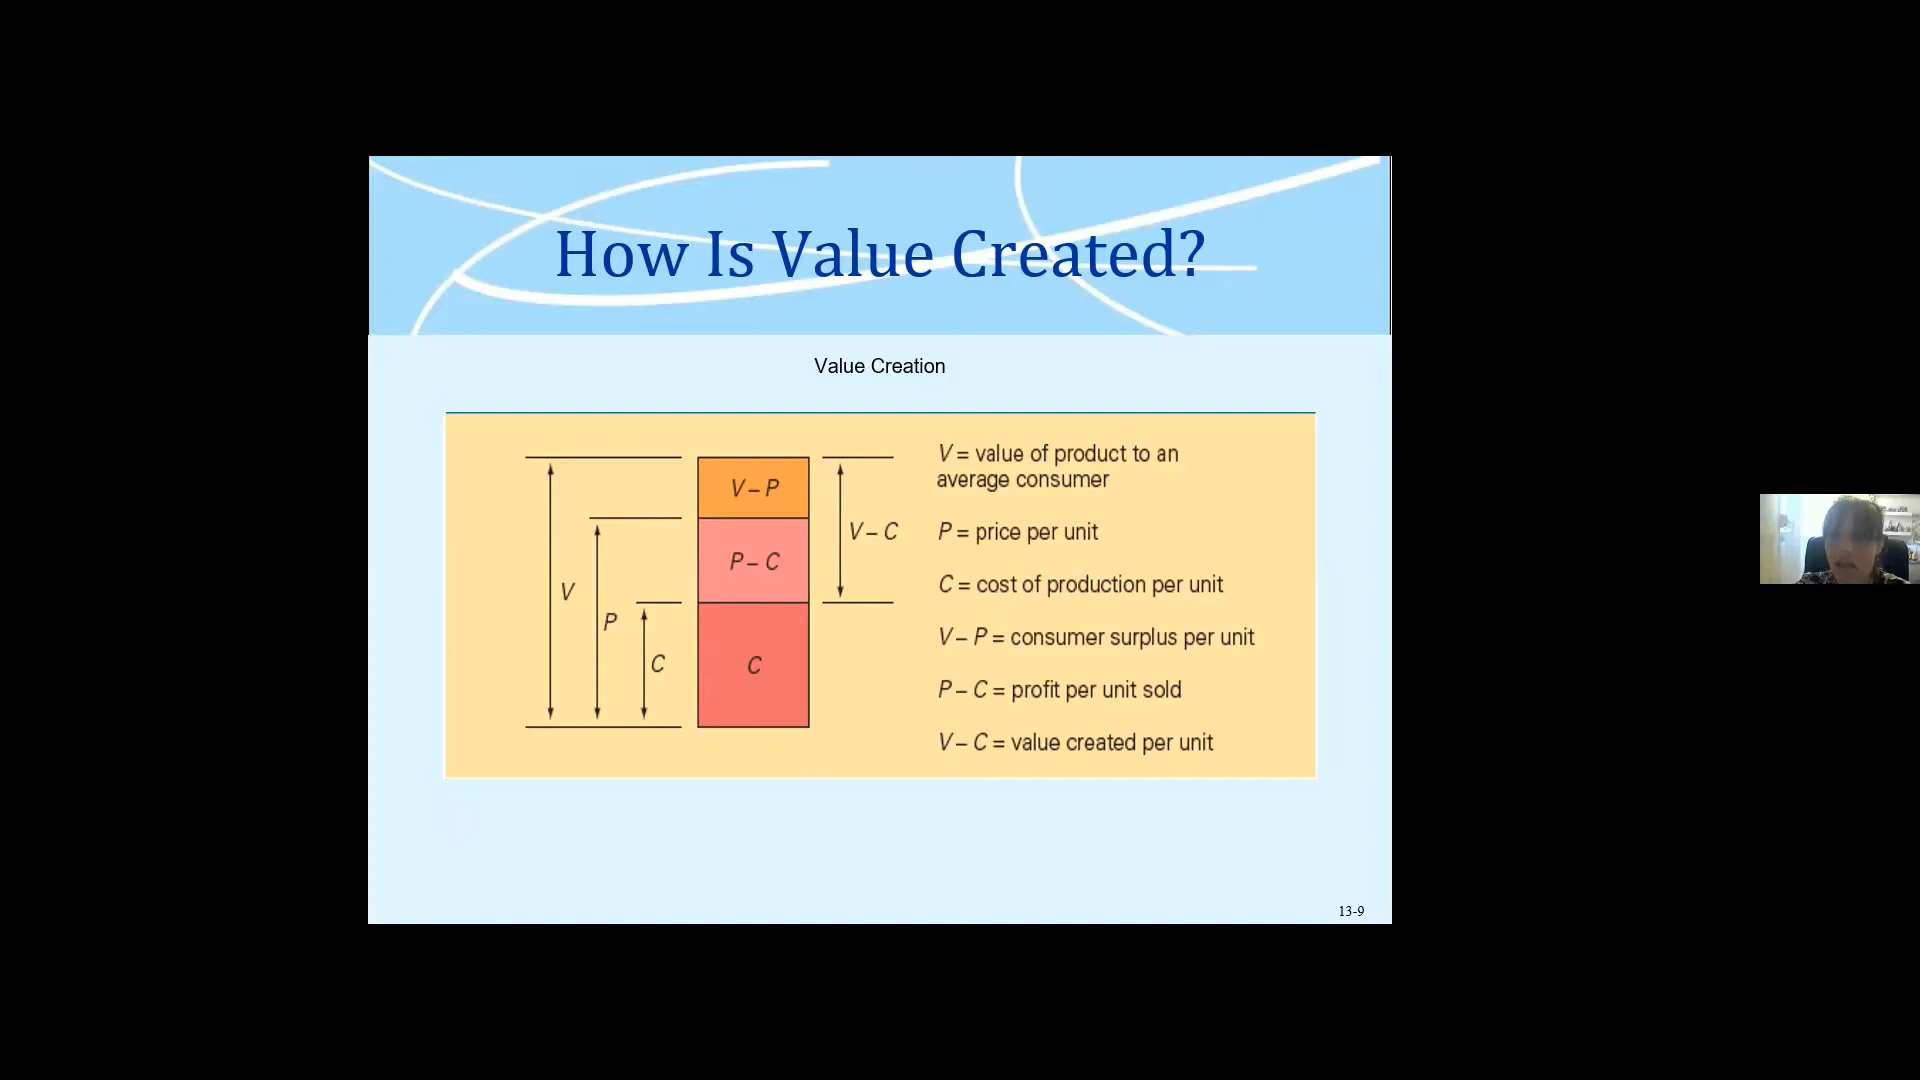 How Is Value Created?
Value Creation
V – P
P – C
C
V
P
C
V – C
V = value of product to an
average consumer
P = price per unit
C = cost of production per unit
V – P = consumer surplus per unit
P – C = profit per unit sold
V – C = value created per unit
13-9